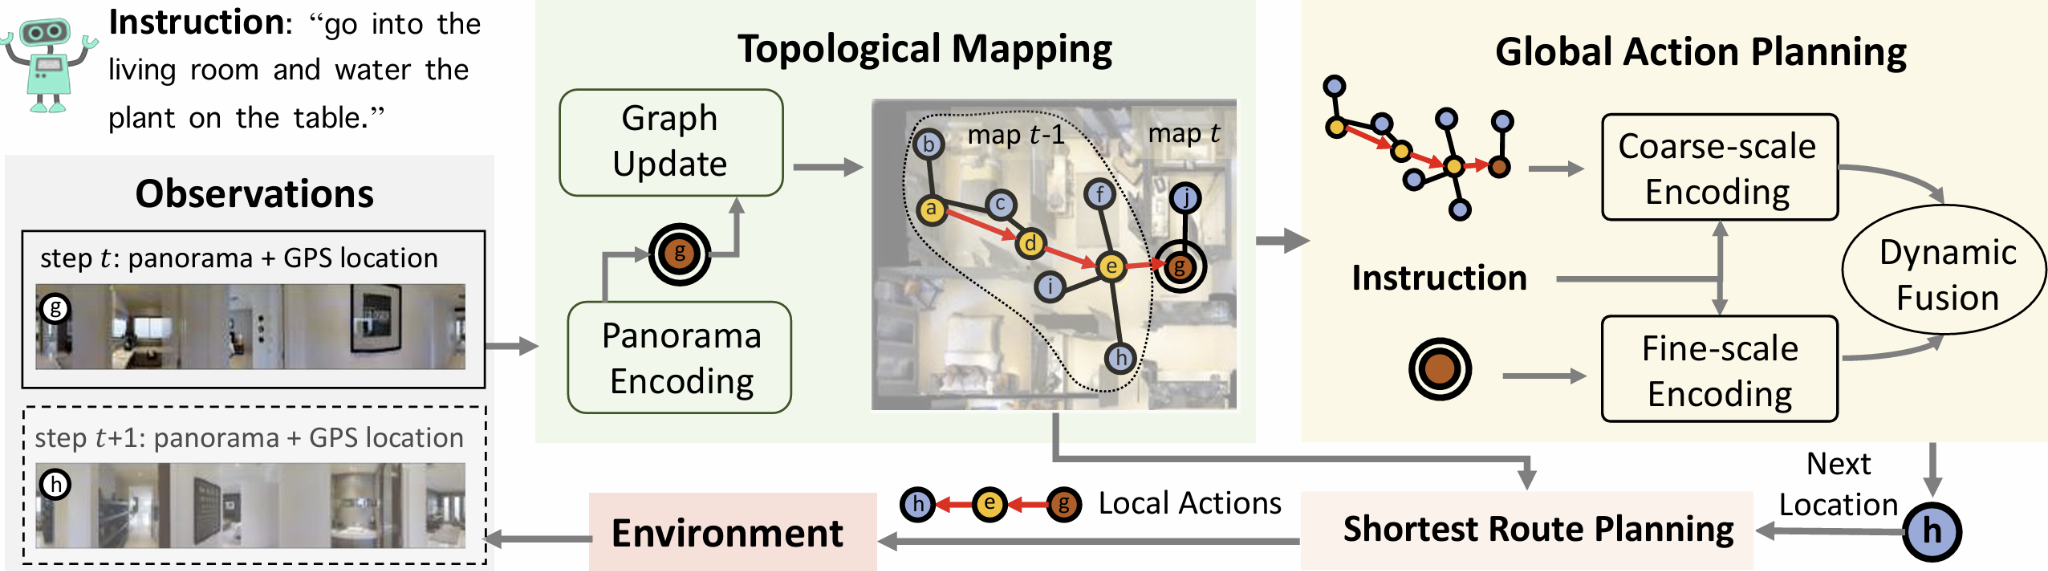 Instruction: “go into the
living room and water the
plant on the table.”
Observations
step t: panorama + GPS location
g
step t+1: panorama + GPS location
h
Topological Mapping
Graph
Update
g
Panorama
Encoding
map t-1
map t
b
a
c
d
f
j
e
g
i
h
Global Action Planning
Coarse-scale
Encoding
Instruction
Fine-scale
Encoding
Dynamic
Fusion
Next
Location
h
Shortest Route Planning
h e g Local Actions
Environment